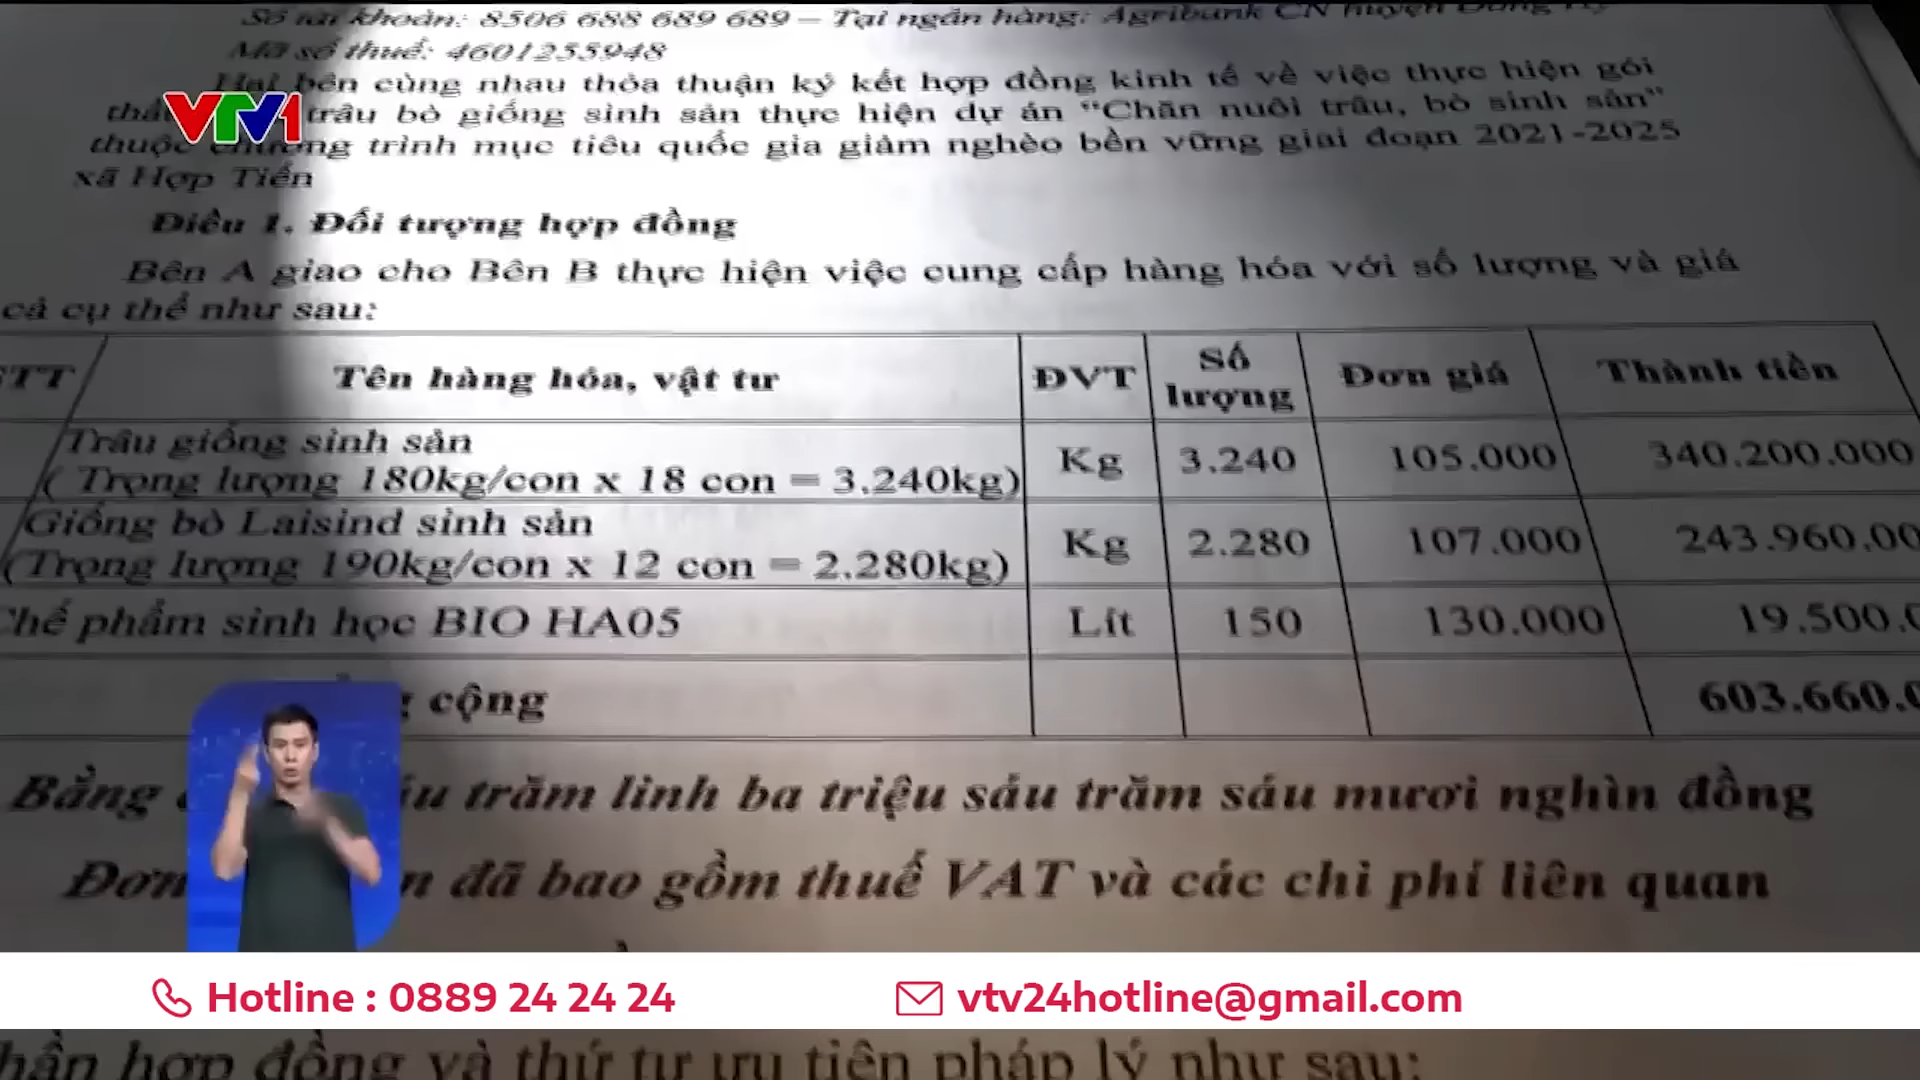 Số tài khoản: 8506 688 689 689 – Tại ngân hàng: Agribank CN huyện Đồng Hỷ
Mã số thuế: 4601255948
Hai bên cùng nhau thỏa thuận ký kết hợp đồng kinh tế về việc thực hiện gói
VTV1
trâu bò giống sinh sản thực hiện dự án "Chăn nuôi trâu, bò sinh sản"
thuộc chương trình mục tiêu quốc gia giảm nghèo bền vững giai đoạn 2021-2025
xã Hợp Tiến
Điều 1. Đối tượng hợp đồng
Bên A giao cho Bên B thực hiện việc cung cấp hàng hóa với số lượng và giá
cả cụ thể như sau:
STT Tên hàng hóa, vật tư ĐVT Số lượng Đơn giá Thành tiền
Trâu giống sinh sản
( Trọng lượng 180kg/con x 18 con = 3.240kg) Kg 3.240 105.000 340.200.000
Giống bò Laisind sinh sản
(Trọng lượng 190kg/con x 12 con = 2.280kg) Kg 2.280 107.000 243.960.00
Chế phẩm sinh học BIO HA05 Lít 150 130.000 19.500.0
cộng 603.660.0
Bằng trăm linh ba triệu sáu trăm sáu mươi nghìn đồng
Đơn đã bao gồm thuế VAT và các chi phí liên quan
Hotline : 0889 24 24 24
vtv24hotline@gmail.com
phần hợp đồng và thứ tự ưu tiên pháp lý như sau: